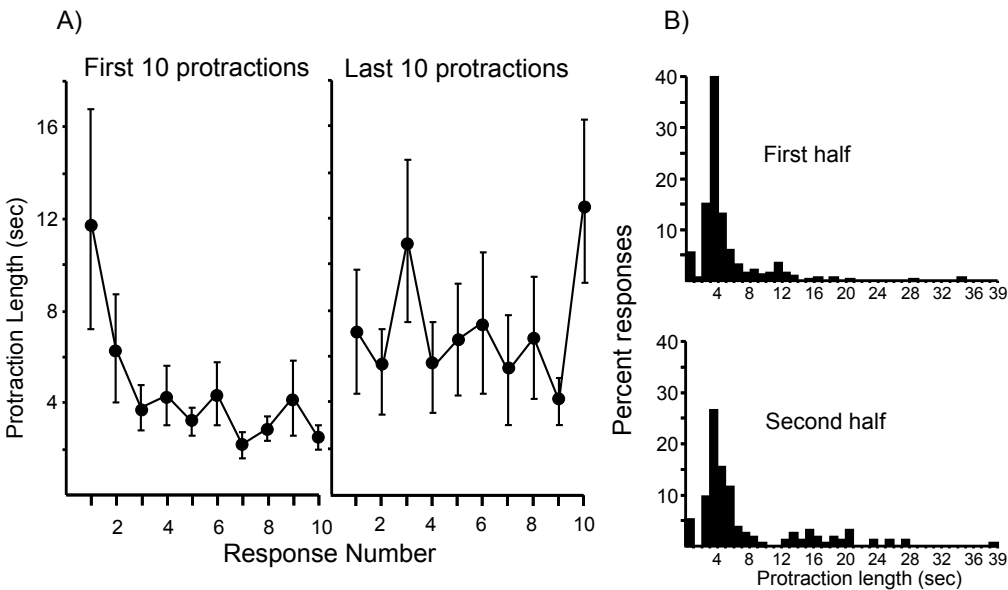 A)
First 10 protractions
Last 10 protractions
Protraction Length (sec)
16
12
8
4
2 4 6 8 10
2 4 6 8 10
Response Number
B)
Percent responses
40
30
20
10
First half
4 8 12 16 20 24 28 32 36 39
40
30
20
10
Second half
4 8 12 16 20 24 28 32 36 39
Protraction length (sec)